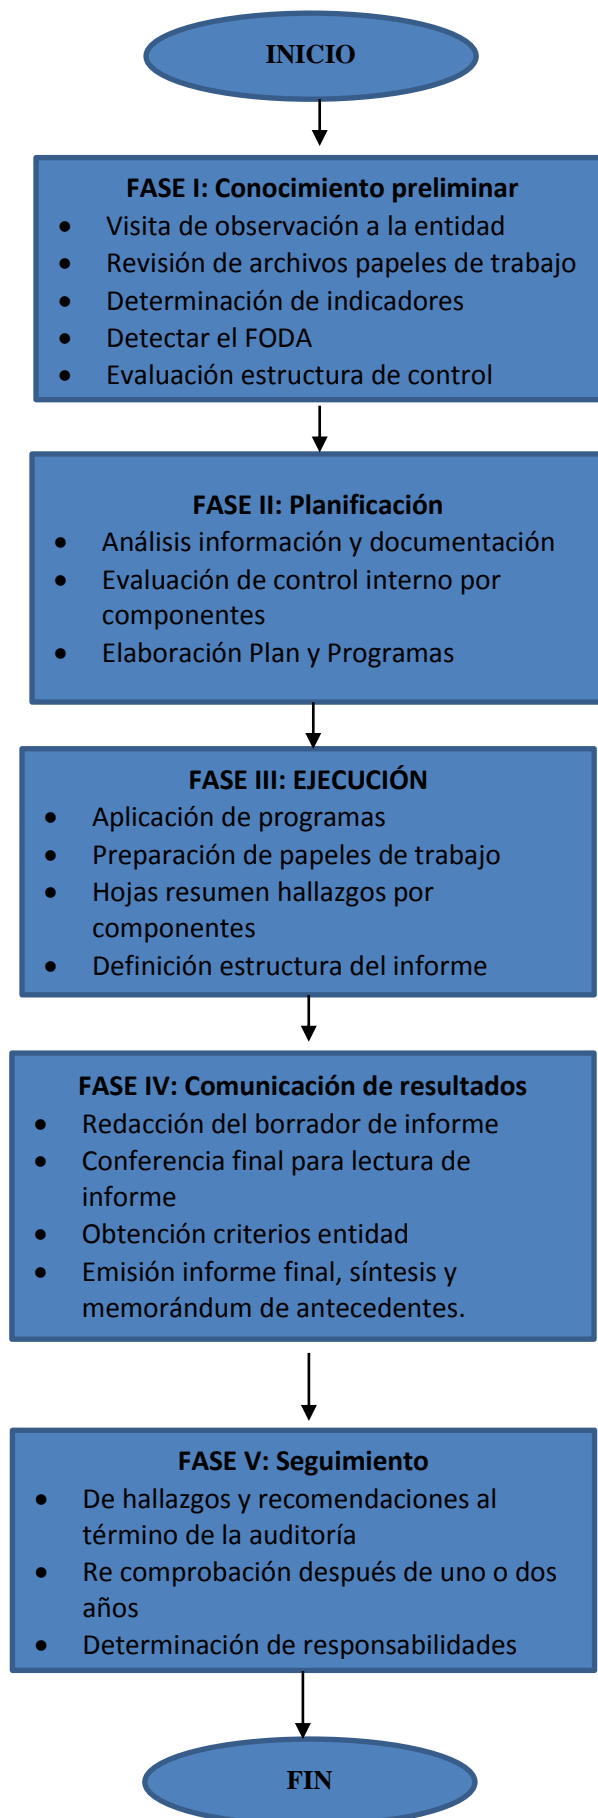 INICIO
FASE I: Conocimiento preliminar
• Visita de observación a la entidad
• Revisión de archivos papeles de trabajo
• Determinación de indicadores
• Detectar el FODA
• Evaluación estructura de control
FASE II: Planificación
• Análisis información y documentación
• Evaluación de control interno por
componentes
• Elaboración Plan y Programas
FASE III: EJECUCIÓN
• Aplicación de programas
• Preparación de papeles de trabajo
• Hojas resumen hallazgos por
componentes
• Definición estructura del informe
FASE IV: Comunicación de resultados
• Redacción del borrador de informe
• Conferencia final para lectura de
informe
• Obtención criterios entidad
• Emisión informe final, síntesis y
memorándum de antecedentes.
FASE V: Seguimiento
• De hallazgos y recomendaciones al
término de la auditoría
• Re comprobación después de uno o dos
años
• Determinación de responsabilidades
FIN